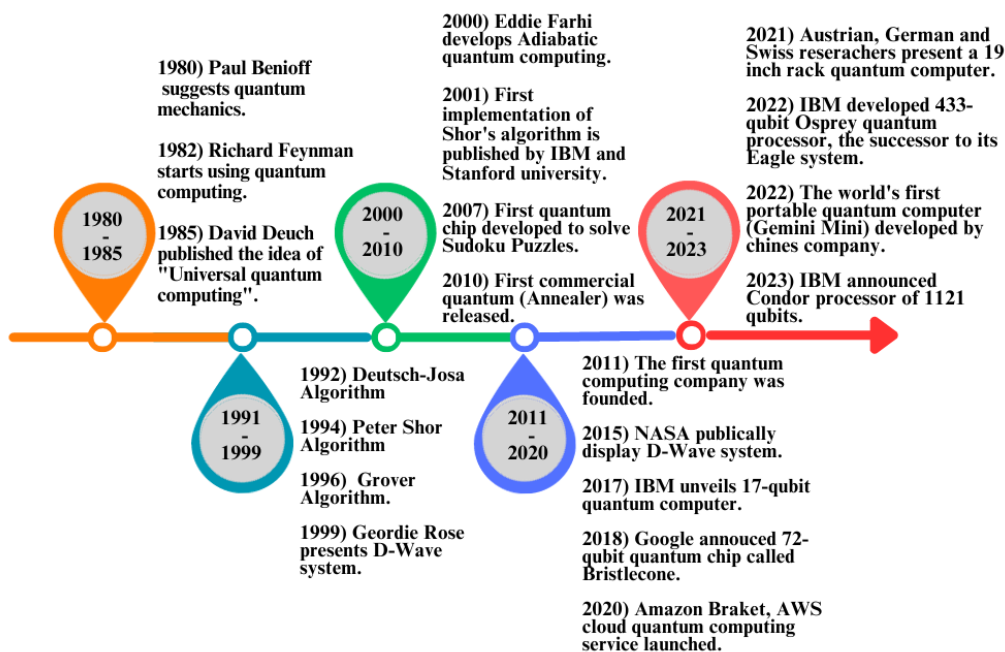 1980
-
1985
1980) Paul Benioff
suggests quantum
mechanics.
1982) Richard Feynman
starts using quantum
computing.
1985) David Deuch
published the idea of
"Universal quantum
computing".
1991
-
1999
1992) Deutsch-Josa
Algorithm
1994) Peter Shor
Algorithm
1996) Grover
Algorithm.
1999) Geordie Rose
presents D-Wave
system.
2000
-
2010
2000) Eddie Farhi
develops Adiabatic
quantum computing.
2001) First
implementation of
Shor's algorithm is
published by IBM and
Stanford university.
2007) First quantum
chip developed to solve
Sudoku Puzzles.
2010) First commercial
quantum (Annealer) was
released.
2011
-
2020
2011) The first quantum
computing company was
founded.
2015) NASA publically
display D-Wave system.
2017) IBM unveils 17-qubit
quantum computer.
2018) Google annouced 72-
qubit quantum chip called
Bristlecone.
2020) Amazon Braket, AWS
cloud quantum computing
service launched.
2021
-
2023
2021) Austrian, German and
Swiss reserachers present a 19
inch rack quantum computer.
2022) IBM developed 433-
qubit Osprey quantum
processor, the successor to its
Eagle system.
2022) The world's first
portable quantum computer
(Gemini Mini) developed by
chines company.
2023) IBM announced
Condor processor of 1121
qubits.